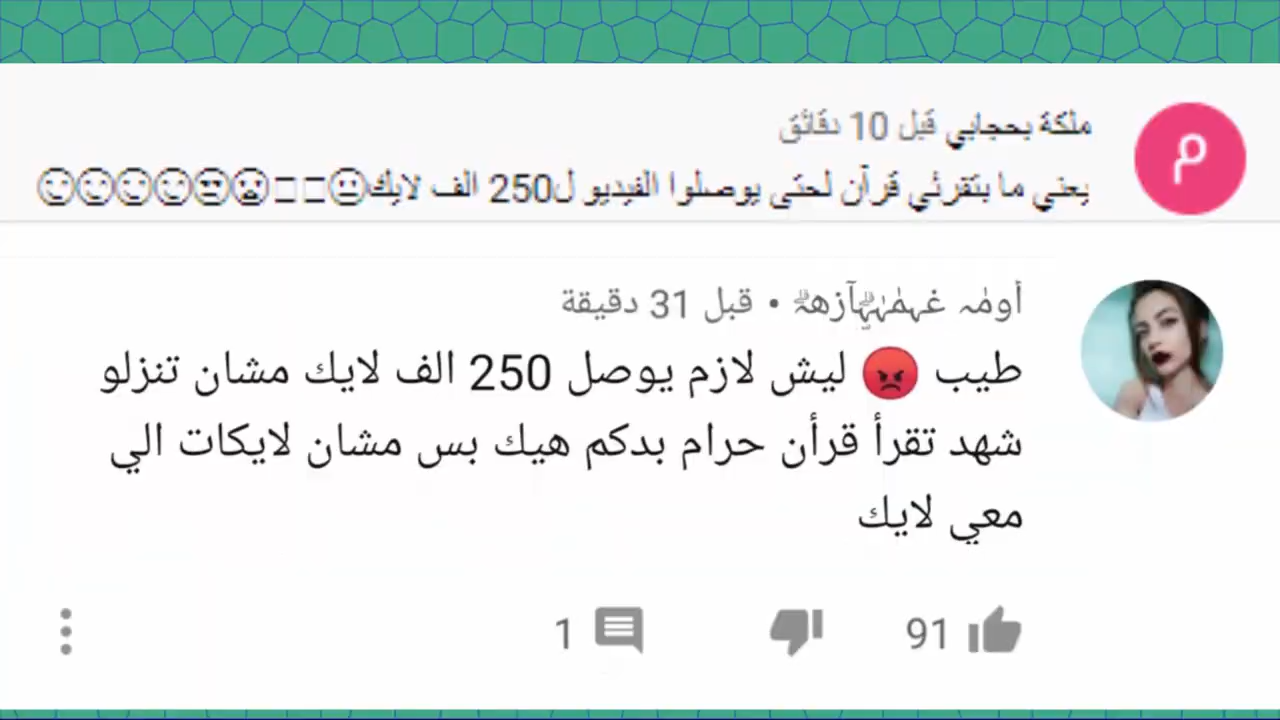 م
ملكة بحجابي قبل 10 دقائق
يعني ما بتقرئي قرآن لحتى يوصلوا الفيديو ل250 الف لايك😐□□😧😒☺☺☺☺
قبل 31 دقيقة
طيب 😡 ليش لازم يوصل 250 الف لايك مشان تنزلو
شهد تقرأ قرأن حرام بدكم هيك بس مشان لايكات الي
معي لايك
91
1